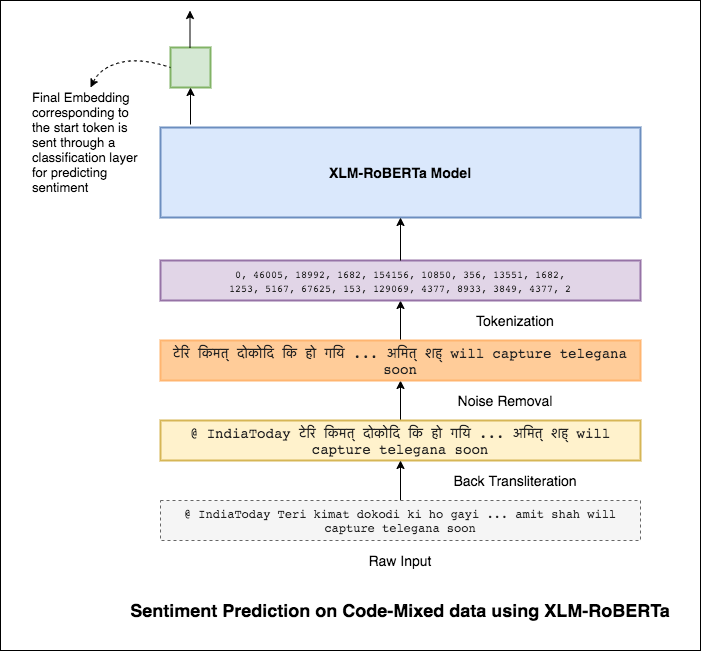 Final Embedding
corresponding to
the start token is
sent through a
classification layer
for predicting
sentiment
XLM-RoBERTa Model
0, 46005, 18992, 1682, 154156, 10850, 356, 13551, 1682,
1253, 5167, 67625, 153, 129069, 4377, 8933, 3849, 4377, 2
Tokenization
टेरि किमत् दोकोदि कि हो गयि ... अमित् शह् will capture telegana
soon
Noise Removal
@ IndiaToday टेरि किमत् दोकोदि कि हो गयि ... अमित् शह् will
capture telegana soon
Back Transliteration
@ IndiaToday Teri kimat dokodi ki ho gayi ... amit shah will
capture telegana soon
Raw Input
Sentiment Prediction on Code-Mixed data using XLM-RoBERTa